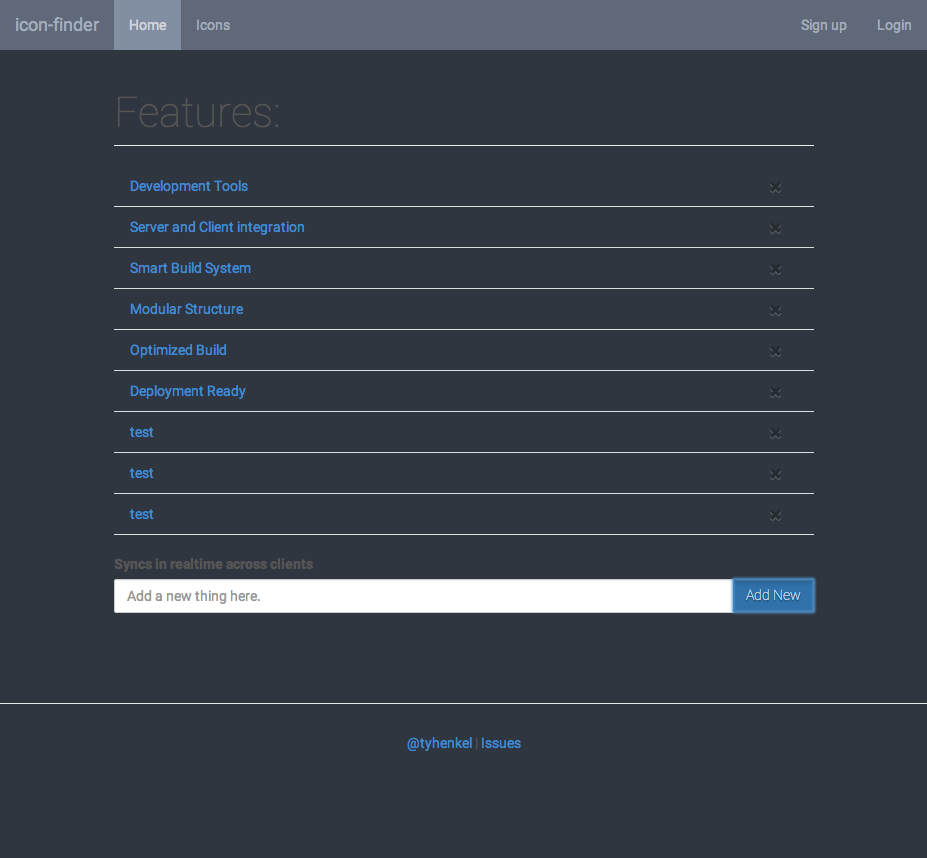 icon-finder Home Icons Sign up Login
Features:
Development Tools ×
Server and Client integration ×
Smart Build System ×
Modular Structure ×
Optimized Build ×
Deployment Ready ×
test ×
test ×
test ×
Syncs in realtime across clients
Add a new thing here. Add New
@tyhenkel | Issues